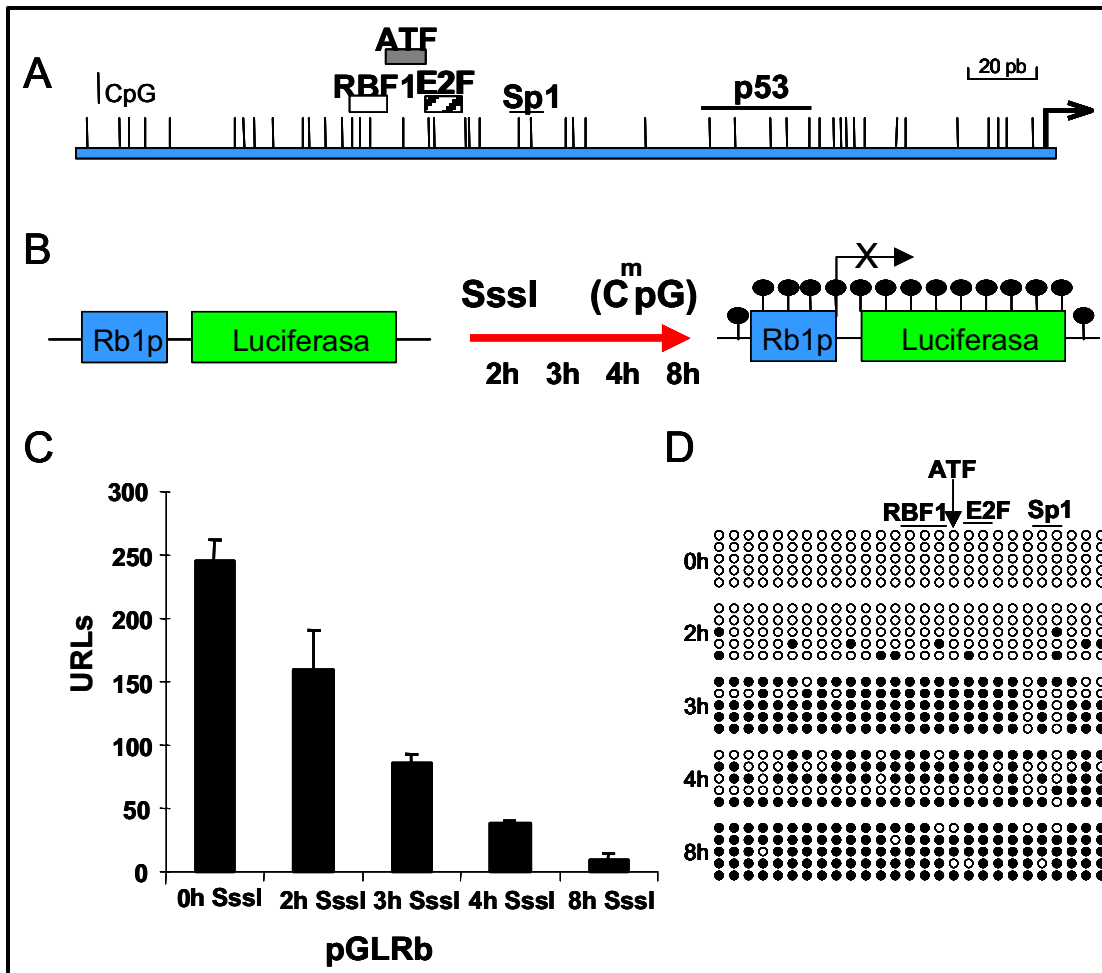 A
ATF
CpG
RBF1
E2F
Sp1
p53
20 pb
B
Rb1p
Luciferasa
SssI
m
(CpG)
2h 3h 4h 8h
X
Rb1p
Luciferasa
C
URLs
300
250
200
150
100
50
0
0h SssI
2h SssI
3h SssI
4h SssI
8h SssI
pGLRb
D
ATF
RBF1
E2F
Sp1
0h
2h
3h
4h
8h